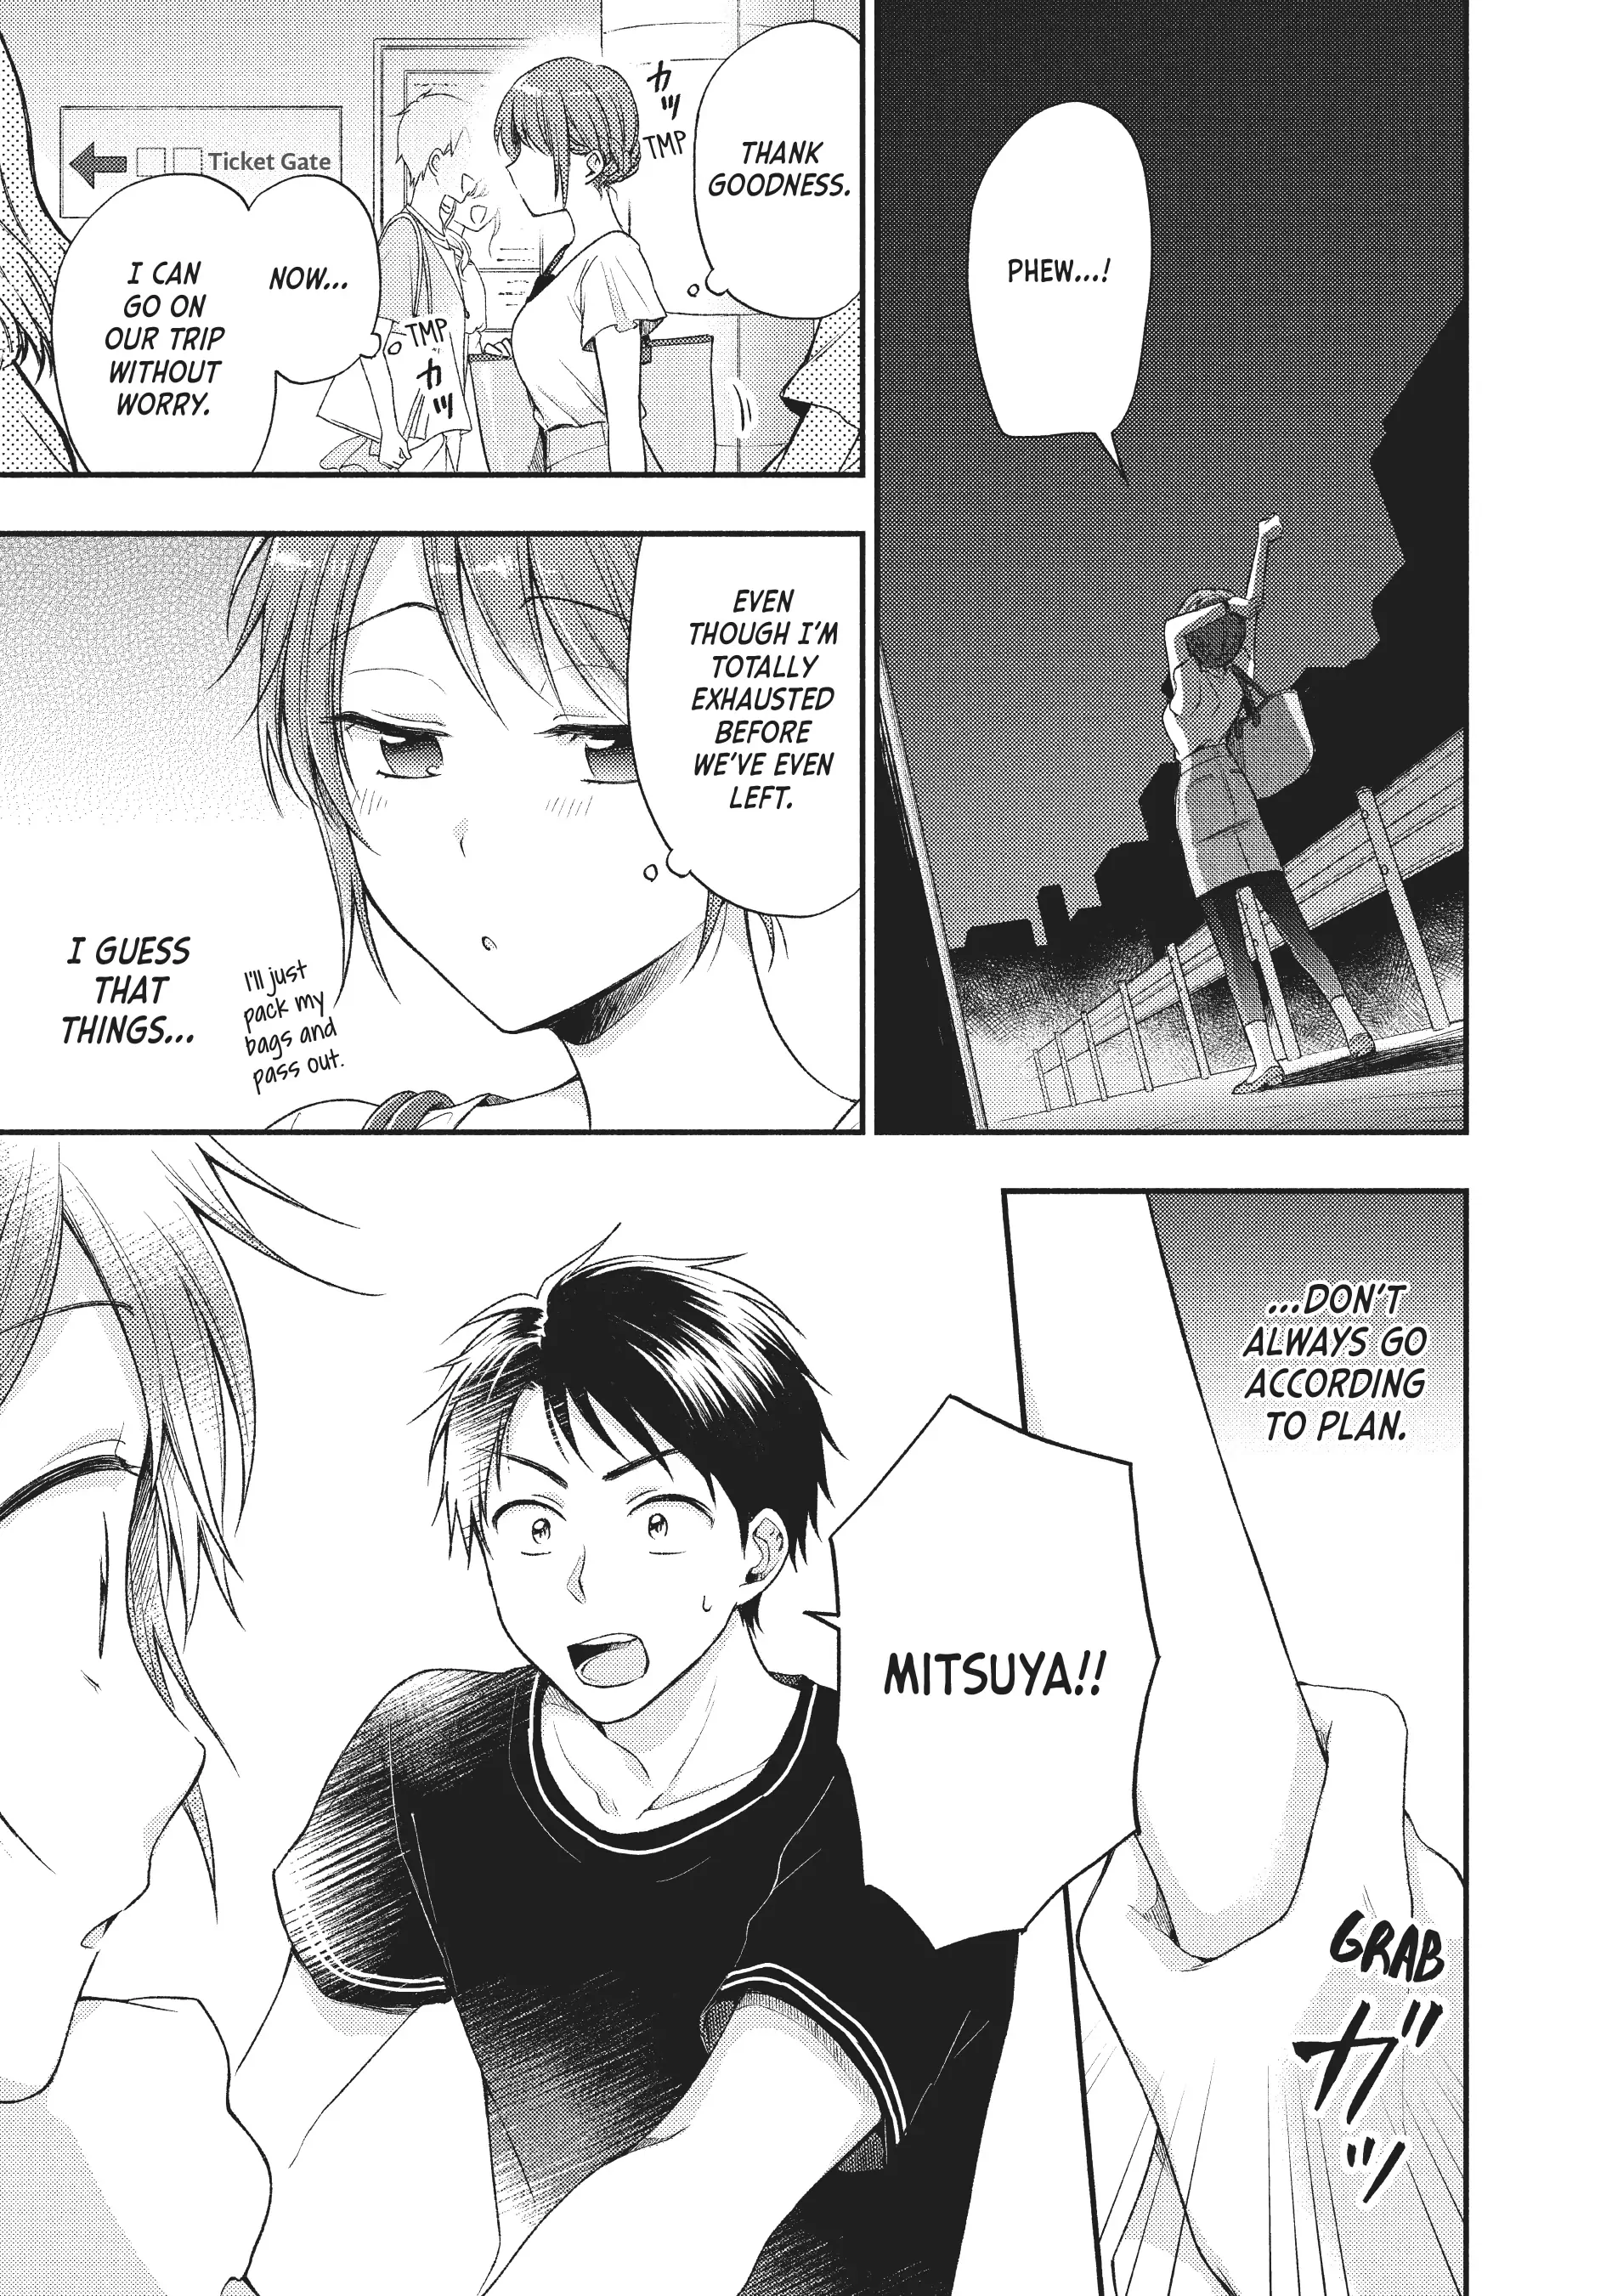 PHEW...!
THANK
GOODNESS.
カツ
TMP
Ticket Gate
NOW...
I CAN
GO ON
OUR TRIP
WITHOUT
WORRY.
TMP
カツ
EVEN
THOUGH I'M
TOTALLY
EXHAUSTED
BEFORE
WE'VE EVEN
LEFT.
I'll just
pack my
bags and
pass out.
I GUESS
THAT
THINGS...
...DON'T
ALWAYS GO
ACCORDING
TO PLAN.
MITSUYA!!
GRAB
ガッ